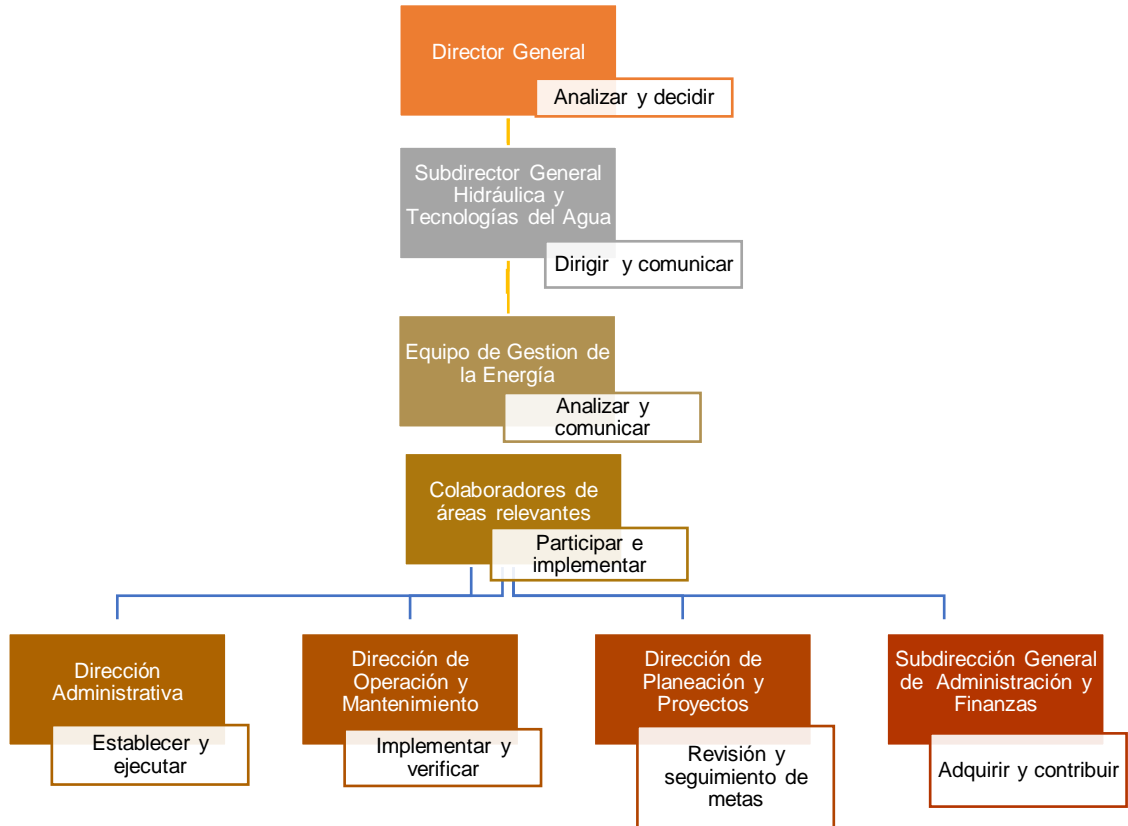 Director General
Analizar y decidir
Subdirector General
Hidráulica y
Tecnologías del Agua
Dirigir y comunicar
Equipo de Gestion de
la Energía
Analizar y
comunicar
Colaboradores de
áreas relevantes
Participar e
implementar
Dirección
Administrativa
Establecer y
ejecutar
Dirección de
Operación y
Mantenimiento
Implementar y
verificar
Dirección de
Planeación y
Proyectos
Revisión y
seguimiento de
metas
Subdirección General
de Administración y
Finanzas
Adquirir y contribuir